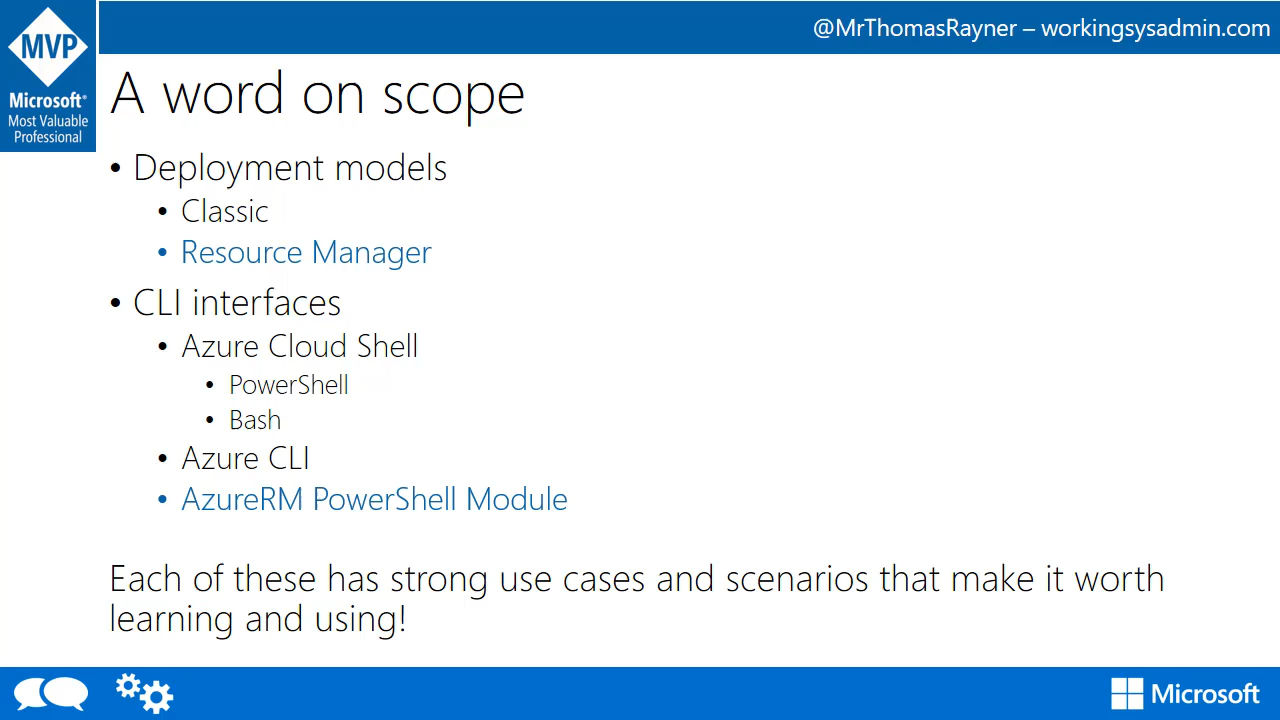 @MrThomasRayner – workingsysadmin.com
MVP
Microsoft®
Most Valuable
Professional
A word on scope
• Deployment models
• Classic
• Resource Manager
• CLI interfaces
• Azure Cloud Shell
• PowerShell
• Bash
• Azure CLI
• AzureRM PowerShell Module
Each of these has strong use cases and scenarios that make it worth
learning and using!
Microsoft